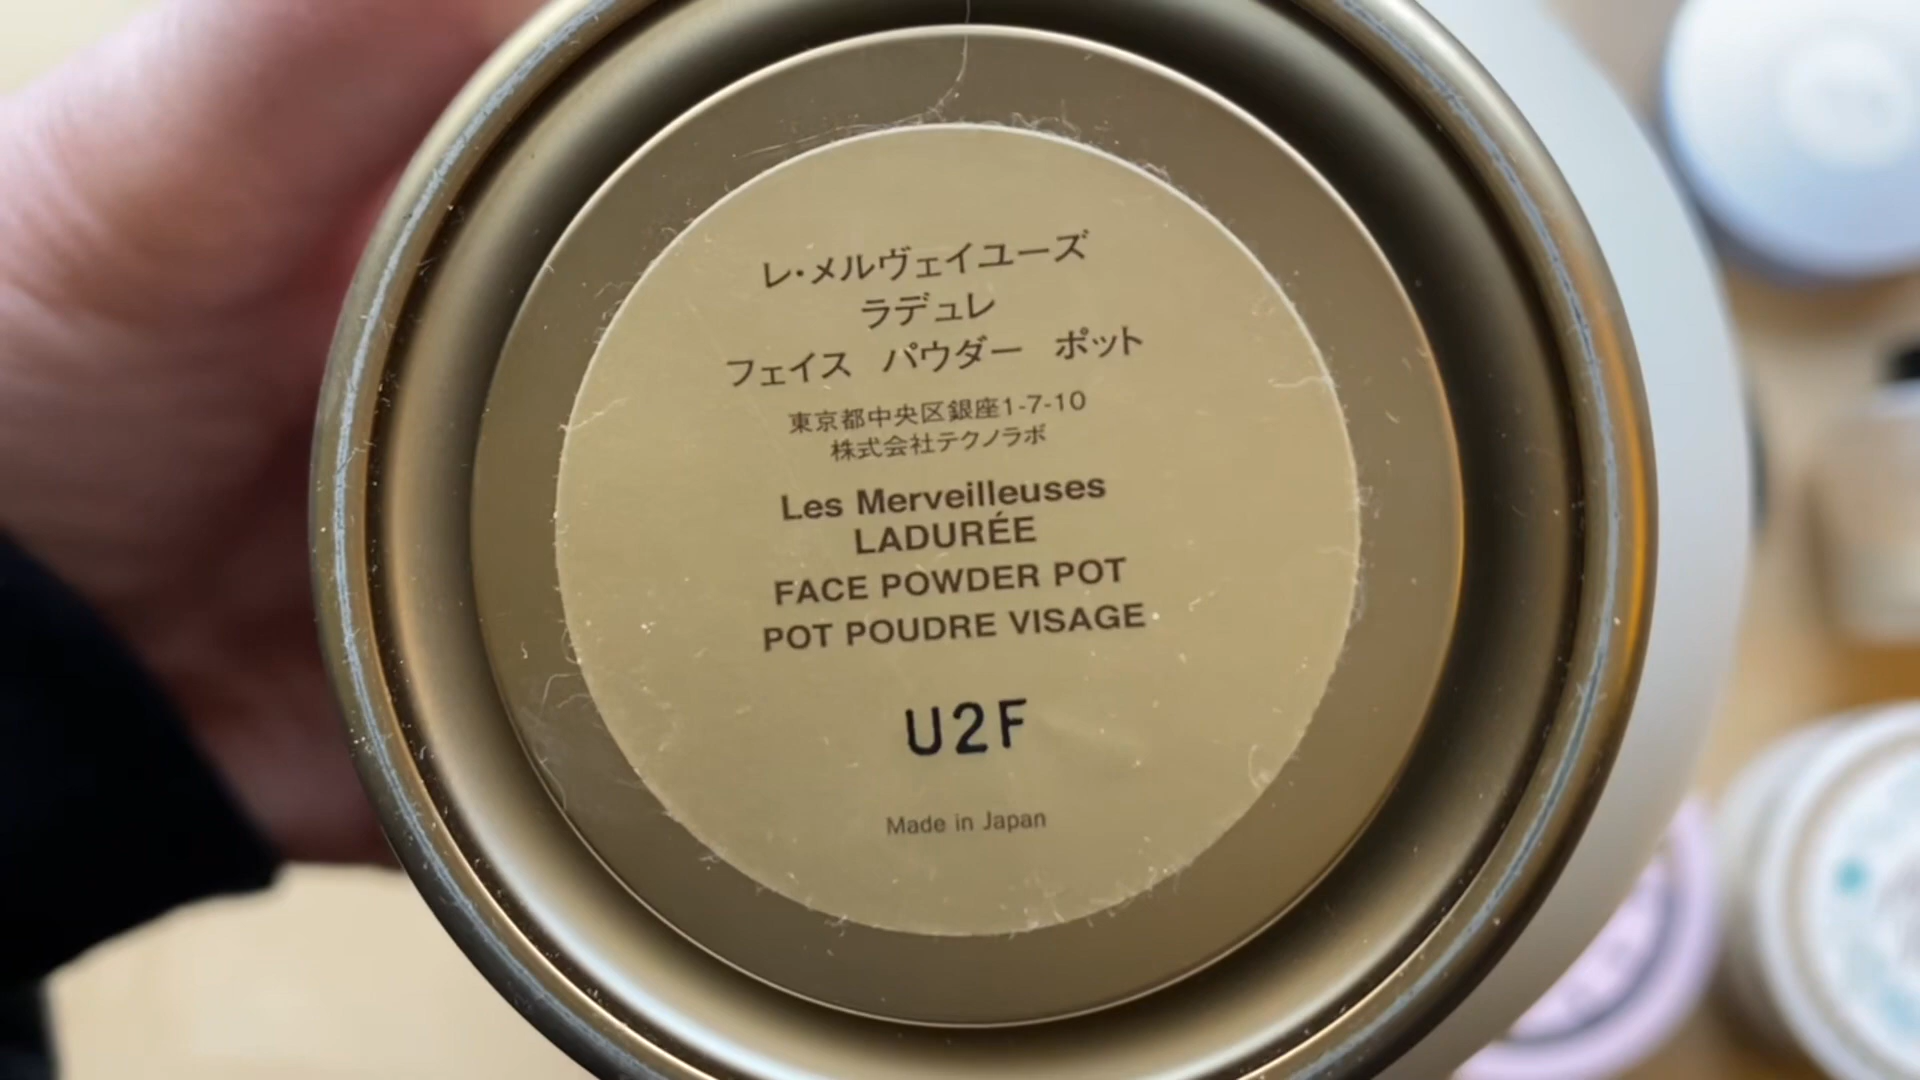 レ・メルヴェイユーズ
ラデュレ
フェイス パウダー ポット
東京都中央区銀座1-7-10
株式会社テクノラボ
Les Merveilleuses
LADURÉE
FACE POWDER POT
POT POUDRE VISAGE
U2F
Made in Japan